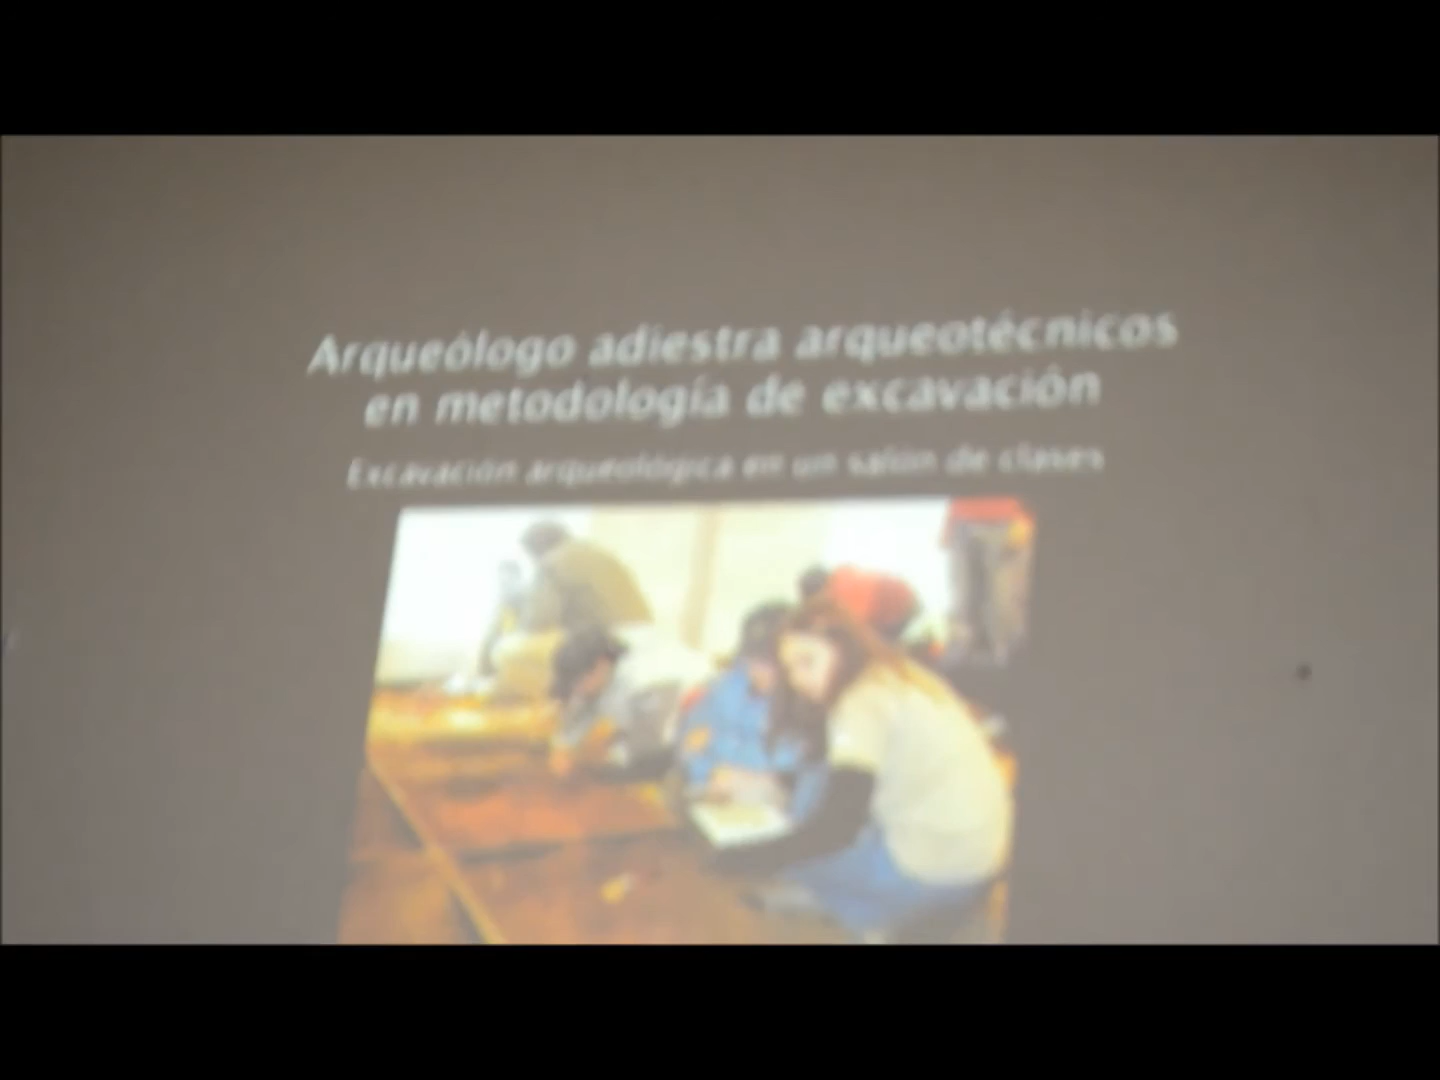 Arqueólogo adiestra arqueotécnicos
en metodología de excavación
Excavación arqueológica en un salón de clases